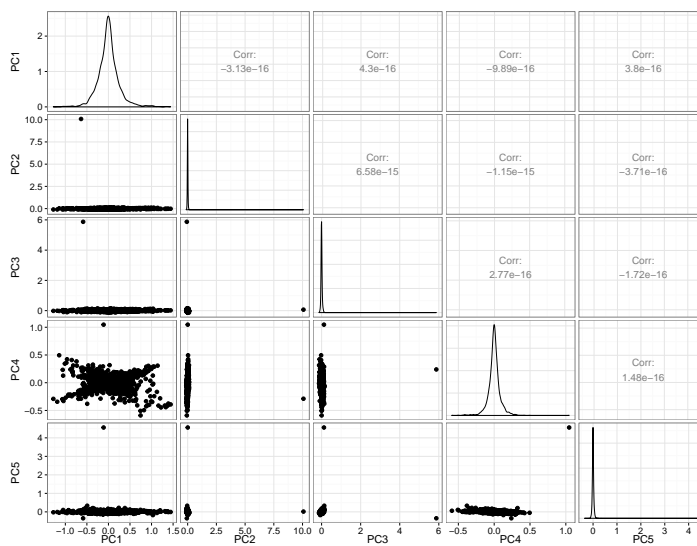 PC1
2
1
0
Corr:
−3.13e−16
Corr:
4.3e−16
Corr:
−9.89e−16
Corr:
3.8e−16
PC2
10.0
7.5
5.0
2.5
0.0
Corr:
6.58e−15
Corr:
−1.15e−15
Corr:
−3.71e−16
PC3
6
4
2
0
Corr:
2.77e−16
Corr:
−1.72e−16
PC4
1.0
0.5
0.0
−0.5
Corr:
1.48e−16
PC5
4
3
2
1
0
−1.0 −0.5 0.0 0.5 1.0 1.5 0.0 2.5 5.0 7.5 10.0 0 2 4 6 −0.5 0.0 0.5 1.0 0 1 2 3 4
PC1 PC2 PC3 PC4 PC5